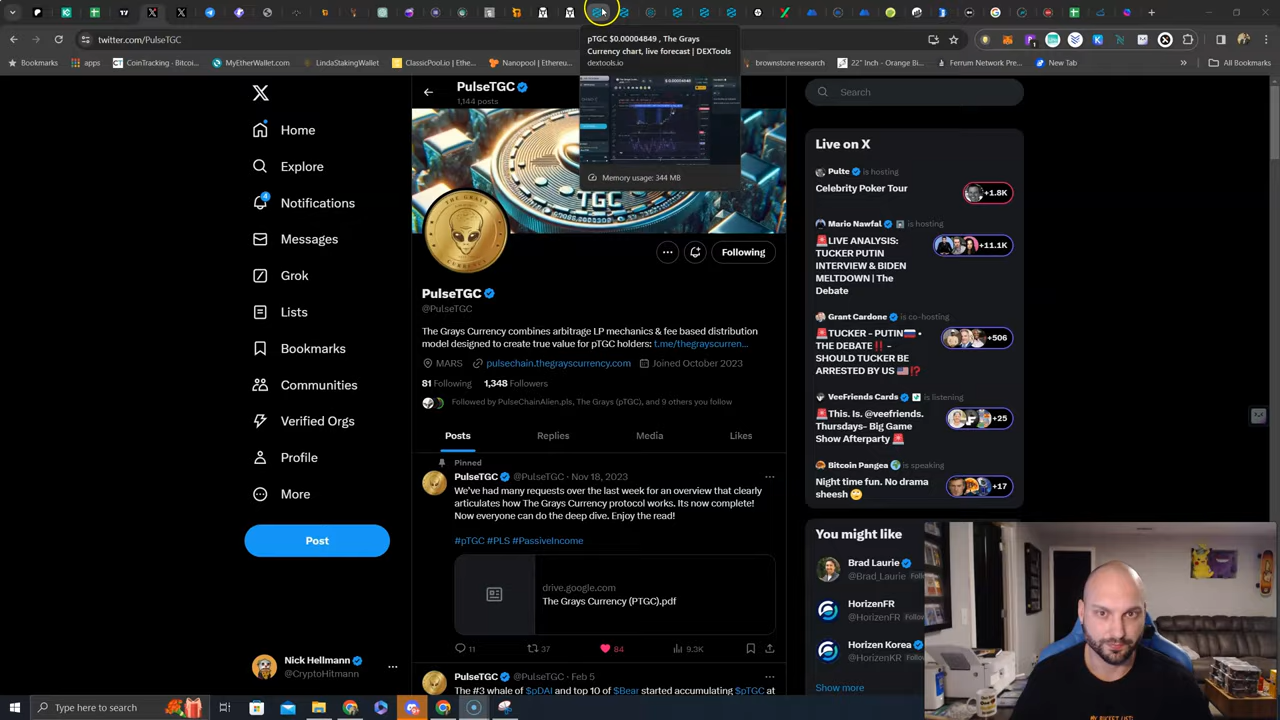 pTGC $0.00004849 , The Grays
Currency chart, live forecast | DEXTools
dextools.io
Memory usage: 344 MB
twitter.com/PulseTGC
Bookmarks
apps
CoinTracking · Bitco...
MyEtherWallet.com
LindaStakingWallet
ClassicPool.io | Eth...
Nanopool | Ethereu...
brownstone research
22" Inch - Orange Bi...
Ferrum Network Pre...
New Tab
All Bookmarks
Home
Explore
Notifications
Messages
Grok
Lists
Bookmarks
Communities
Verified Orgs
Profile
More
Post
Nick Hellmann
@CryptoHitmann
PulseTGC
1,144 posts
TGC
THE GRAYS
CURRENCY
Following
PulseTGC
@PulseTGC
The Grays Currency combines arbitrage LP mechanics & fee based distribution
model designed to create true value for pTGC holders: t.me/thegrayscurren...
MARS pulsechain.thegrayscurrency.com Joined October 2023
81 Following 1,348 Followers
Followed by PulseChainAlien.pls, The Grays (pTGC), and 9 others you follow
Posts Replies Media Likes
Pinned
PulseTGC @PulseTGC · Nov 18, 2023
We've had many requests over the last week for an overview that clearly
articulates how The Grays Currency protocol works. Its now complete!
Now everyone can do the deep dive. Enjoy the read!
#pTGC #PLS #PassiveIncome
drive.google.com
The Grays Currency (PTGC).pdf
11 37 84 9.3K
PulseTGC @PulseTGC · Feb 5
The #3 whale of $pDAI and top 10 of $Bear started accumulating $pTGC at
Search
Live on X
Pulte is hosting
Celebrity Poker Tour
+1.8K
Mario Nawfal is hosting
🚨LIVE ANALYSIS:
TUCKER PUTIN
INTERVIEW & BIDEN
MELTDOWN | The
Debate
+11.1K
Grant Cardone is co-hosting
🚨TUCKER - PUTIN🇷🇺 •
THE DEBATE ‼️ -
SHOULD TUCKER BE
ARRESTED BY US 🇺🇸⁉️
+506
VeeFriends Cards is listening
🚨This. Is. @veefriends.
Thursdays- Big Game
Show Afterparty 🚨
+25
Bitcoin Pangea is speaking
Night time fun. No drama
sheesh 🙄
+17
You might like
Brad Laurie
@Brad_Laurie
HorizenFR
@HorizenFR
Horizen Korea
@HorizenKR
Show more
Type here to search